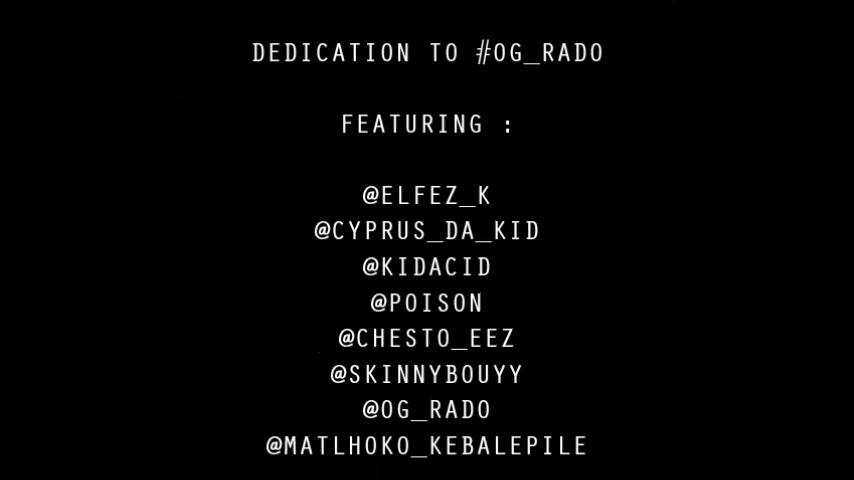 DEDICATION TO #OG_RADO
FEATURING :
@ELFEZ_K
@CYPRUS_DA_KID
@KIDACID
@POISON
@CHESTO_EEZ
@SKINNYBOUYY
@OG_RADO
@MATLHOKO_KEBALEPILE